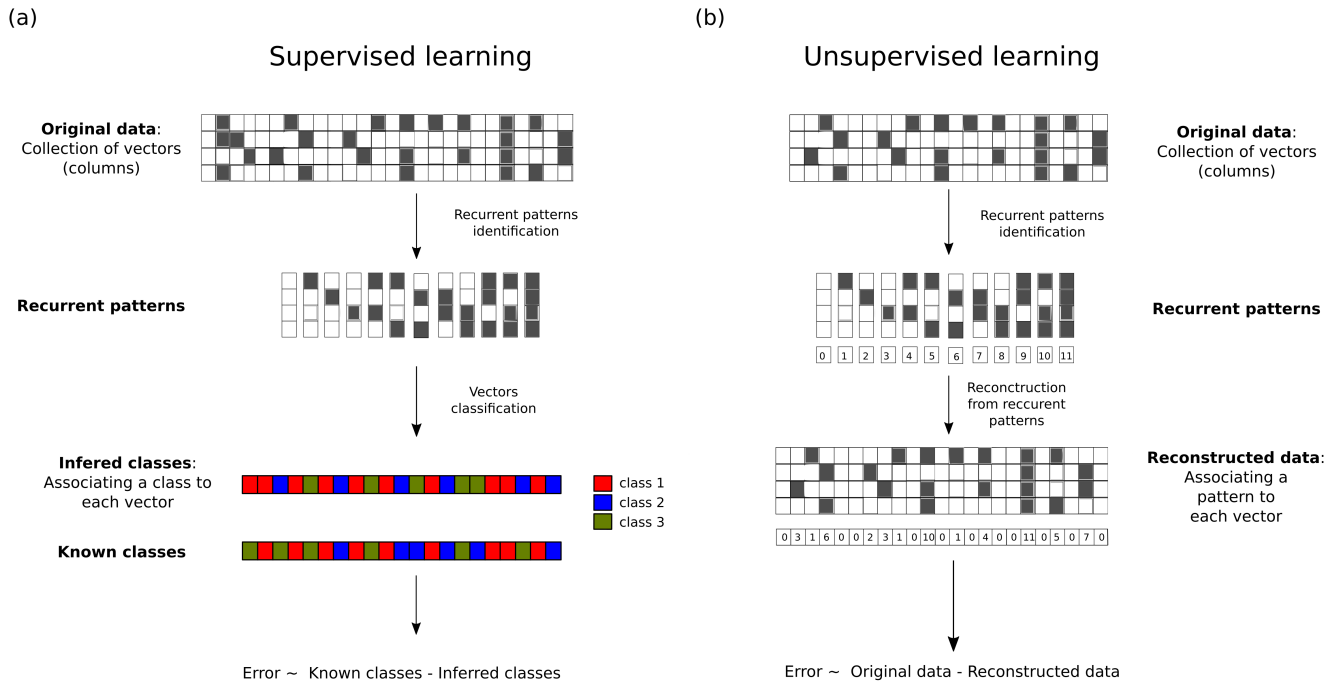 (a)
Supervised learning
Original data:
Collection of vectors
(columns)
Recurrent patterns
identification
Recurrent patterns
Vectors
classification
Infered classes:
Associating a class to
each vector
class 1
class 2
class 3
Known classes
Error ~ Known classes - Inferred classes
(b)
Unsupervised learning
Original data:
Collection of vectors
(columns)
Recurrent patterns
identification
Recurrent patterns
0 1 2 3 4 5 6 7 8 9 10 11
Reconctruction
from reccurent
patterns
Reconstructed data:
Associating a
pattern to
each vector
0 3 1 6 0 0 2 3 1 0 10 0 1 0 4 0 0 11 0 5 0 7 0
Error ~ Original data - Reconstructed data